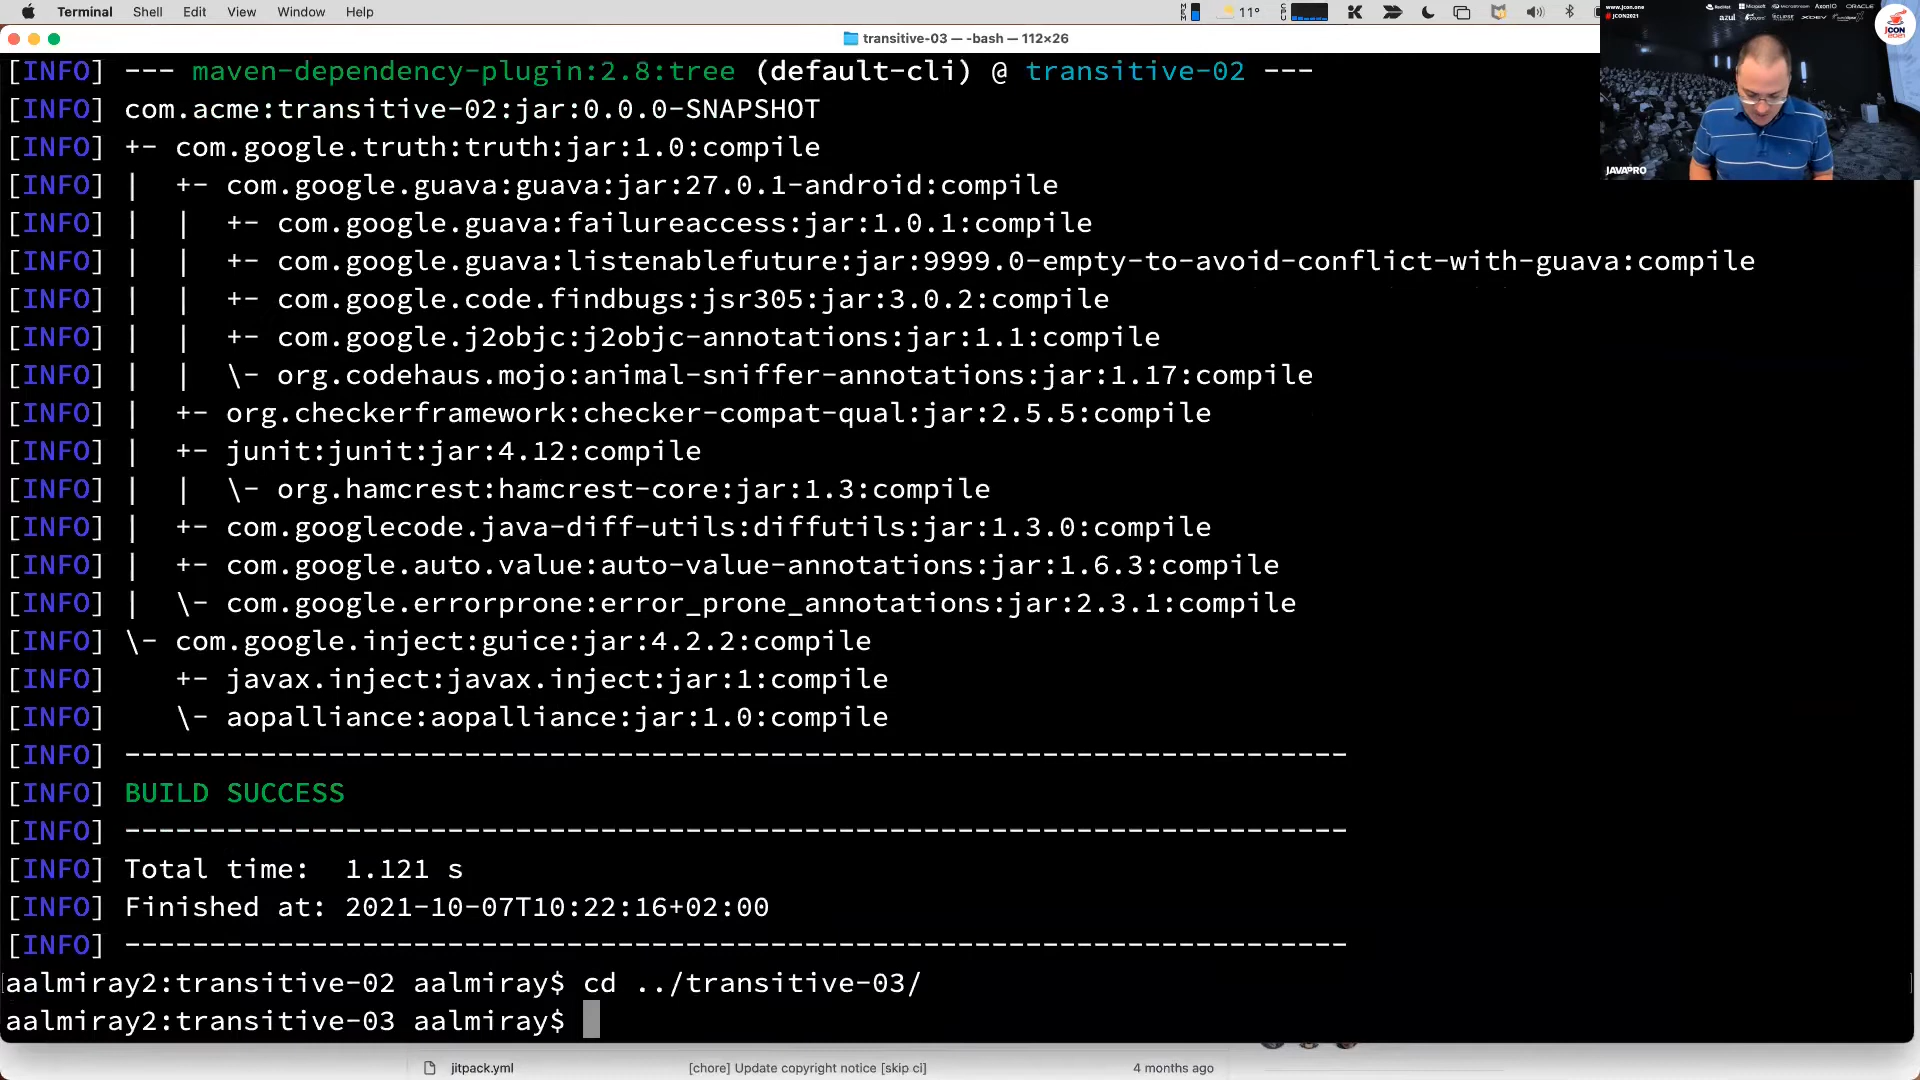 Terminal Shell Edit View Window Help
11°
transitive-03 — -bash — 112×26
www.jcon.one
#JCON2021
ORACLE
azul
JCON
2021
JAVAPRO
[INFO] --- maven-dependency-plugin:2.8:tree (default-cli) @ transitive-02 ---
[INFO] com.acme:transitive-02:jar:0.0.0-SNAPSHOT
[INFO] +- com.google.truth:truth:jar:1.0:compile
[INFO] |  +- com.google.guava:guava:jar:27.0.1-android:compile
[INFO] |  |  +- com.google.guava:failureaccess:jar:1.0.1:compile
[INFO] |  |  +- com.google.guava:listenablefuture:jar:9999.0-empty-to-avoid-conflict-with-guava:compile
[INFO] |  |  +- com.google.code.findbugs:jsr305:jar:3.0.2:compile
[INFO] |  |  +- com.google.j2objc:j2objc-annotations:jar:1.1:compile
[INFO] |  |  \- org.codehaus.mojo:animal-sniffer-annotations:jar:1.17:compile
[INFO] |  +- org.checkerframework:checker-compat-qual:jar:2.5.5:compile
[INFO] |  +- junit:junit:jar:4.12:compile
[INFO] |  |  \- org.hamcrest:hamcrest-core:jar:1.3:compile
[INFO] |  +- com.googlecode.java-diff-utils:diffutils:jar:1.3.0:compile
[INFO] |  +- com.google.auto.value:auto-value-annotations:jar:1.6.3:compile
[INFO] |  \- com.google.errorprone:error_prone_annotations:jar:2.3.1:compile
[INFO] \- com.google.inject:guice:jar:4.2.2:compile
[INFO]    +- javax.inject:javax.inject:jar:1:compile
[INFO]    \- aopalliance:aopalliance:jar:1.0:compile
[INFO] ------------------------------------------------------------------------
[INFO] BUILD SUCCESS
[INFO] ------------------------------------------------------------------------
[INFO] Total time:  1.121 s
[INFO] Finished at: 2021-10-07T10:22:16+02:00
[INFO] ------------------------------------------------------------------------
aalmiray2:transitive-02 aalmiray$ cd ../transitive-03/
aalmiray2:transitive-03 aalmiray$
jitpack.yml [chore] Update copyright notice [skip ci] 4 months ago